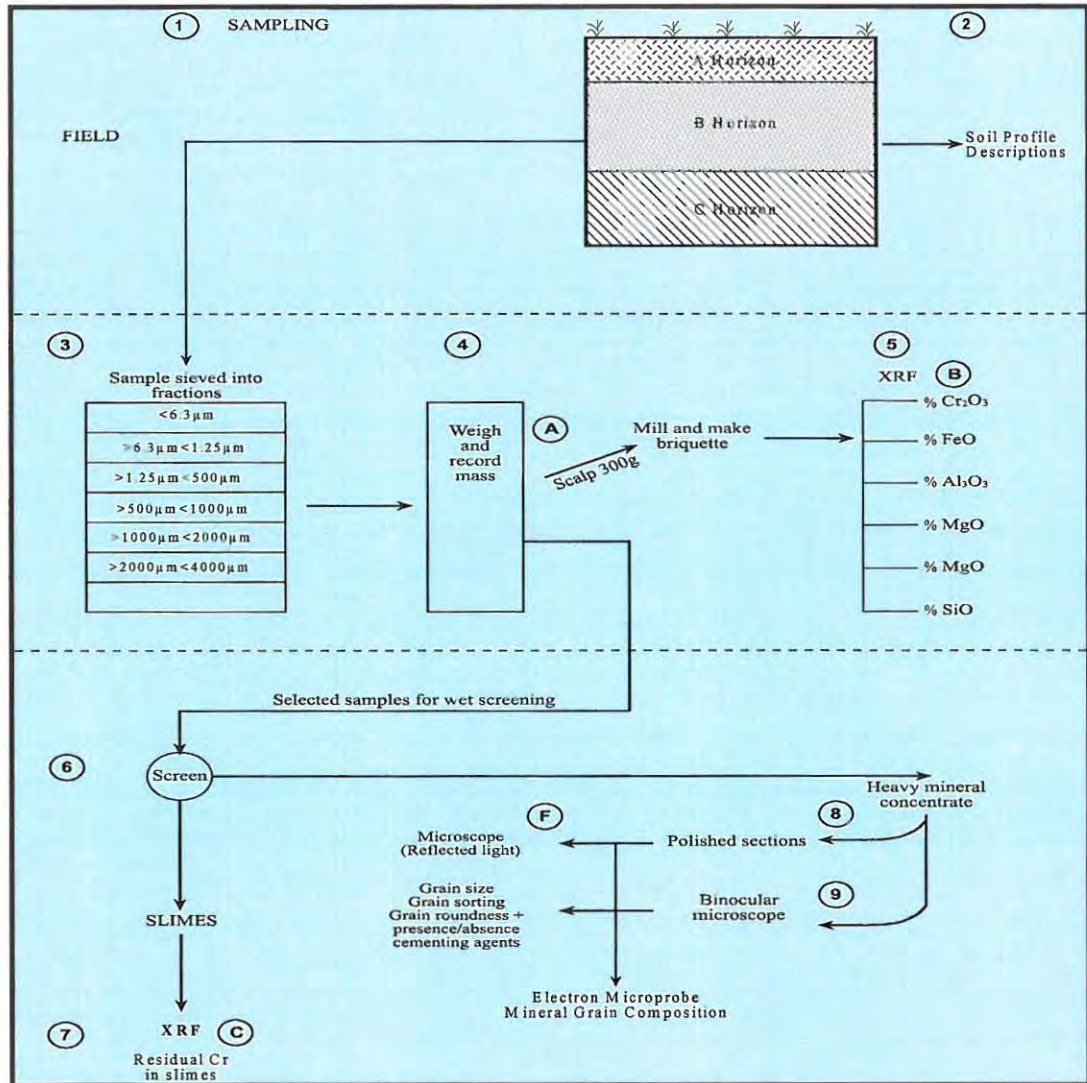 1 SAMPLING
2
A Horizon
B Horizon
C Horizon
FIELD
Soil Profile
Descriptions
3
Sample sieved into
fractions
<6.3µm
>6.3µm<1.25µm
>1.25µm<500µm
>500µm<1000µm
>1000µm<2000µm
>2000µm<4000µm
4
Weigh
and
record
mass
A
Scalp 300g
Mill and make
briquette
5
XRF B
% Cr₂O₃
% FeO
% Al₃O₃
% MgO
% MgO
% SiO
Selected samples for wet screening
6
Screen
Heavy mineral
concentrate
8
Polished sections
F
Microscope
(Reflected light)
9
Binocular
microscope
Grain size
Grain sorting
Grain roundness +
presence/absence
cementing agents
Electron Microprobe
Mineral Grain Composition
SLIMES
7
XRF C
Residual Cr
in slimes